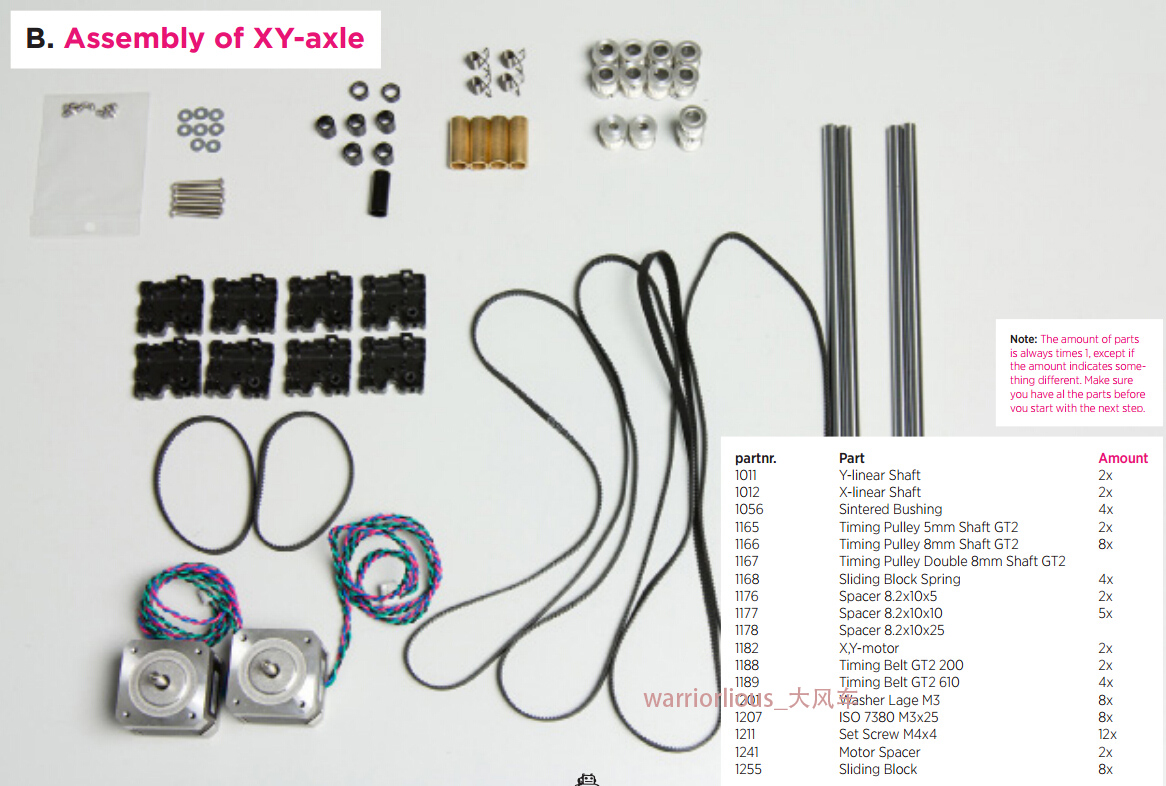 B. Assembly of XY-axle
Note: The amount of parts
is always times 1, except if
the amount indicates some-
thing different. Make sure
you have al the parts before
you start with the next step.
partnr. Part Amount
1011 Y-linear Shaft 2x
1012 X-linear Shaft 2x
1056 Sintered Bushing 4x
1165 Timing Pulley 5mm Shaft GT2 2x
1166 Timing Pulley 8mm Shaft GT2 8x
1167 Timing Pulley Double 8mm Shaft GT2
1168 Sliding Block Spring 4x
1176 Spacer 8.2x10x5 2x
1177 Spacer 8.2x10x10 5x
1178 Spacer 8.2x10x25
1182 X,Y-motor 2x
1188 Timing Belt GT2 200 2x
1189 Timing Belt GT2 610 4x
1201 Washer Lage M3 8x
1207 ISO 7380 M3x25 8x
1211 Set Screw M4x4 12x
1241 Motor Spacer 2x
1255 Sliding Block 8x
warriorlicus_大风车